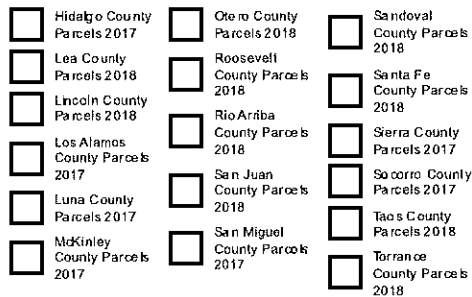 Hidalgo County
Parcels 2017
Lea County
Parcels 2018
Lincoln County
Parcels 2018
Los Alamos
County Parcels
2017
Luna County
Parcels 2017
McKinley
County Parcels
2017
Otero County
Parcels 2018
Roosevelt
County Parcels
2018
Rio Arriba
County Parcels
2018
San Juan
County Parcels
2018
San Miguel
County Parcels
2017
Sandoval
County Parcels
2018
Santa Fe
County Parcels
2018
Sierra County
Parcels 2017
Socorro County
Parcels 2017
Taos County
Parcels 2018
Torrance
County Parcels
2018